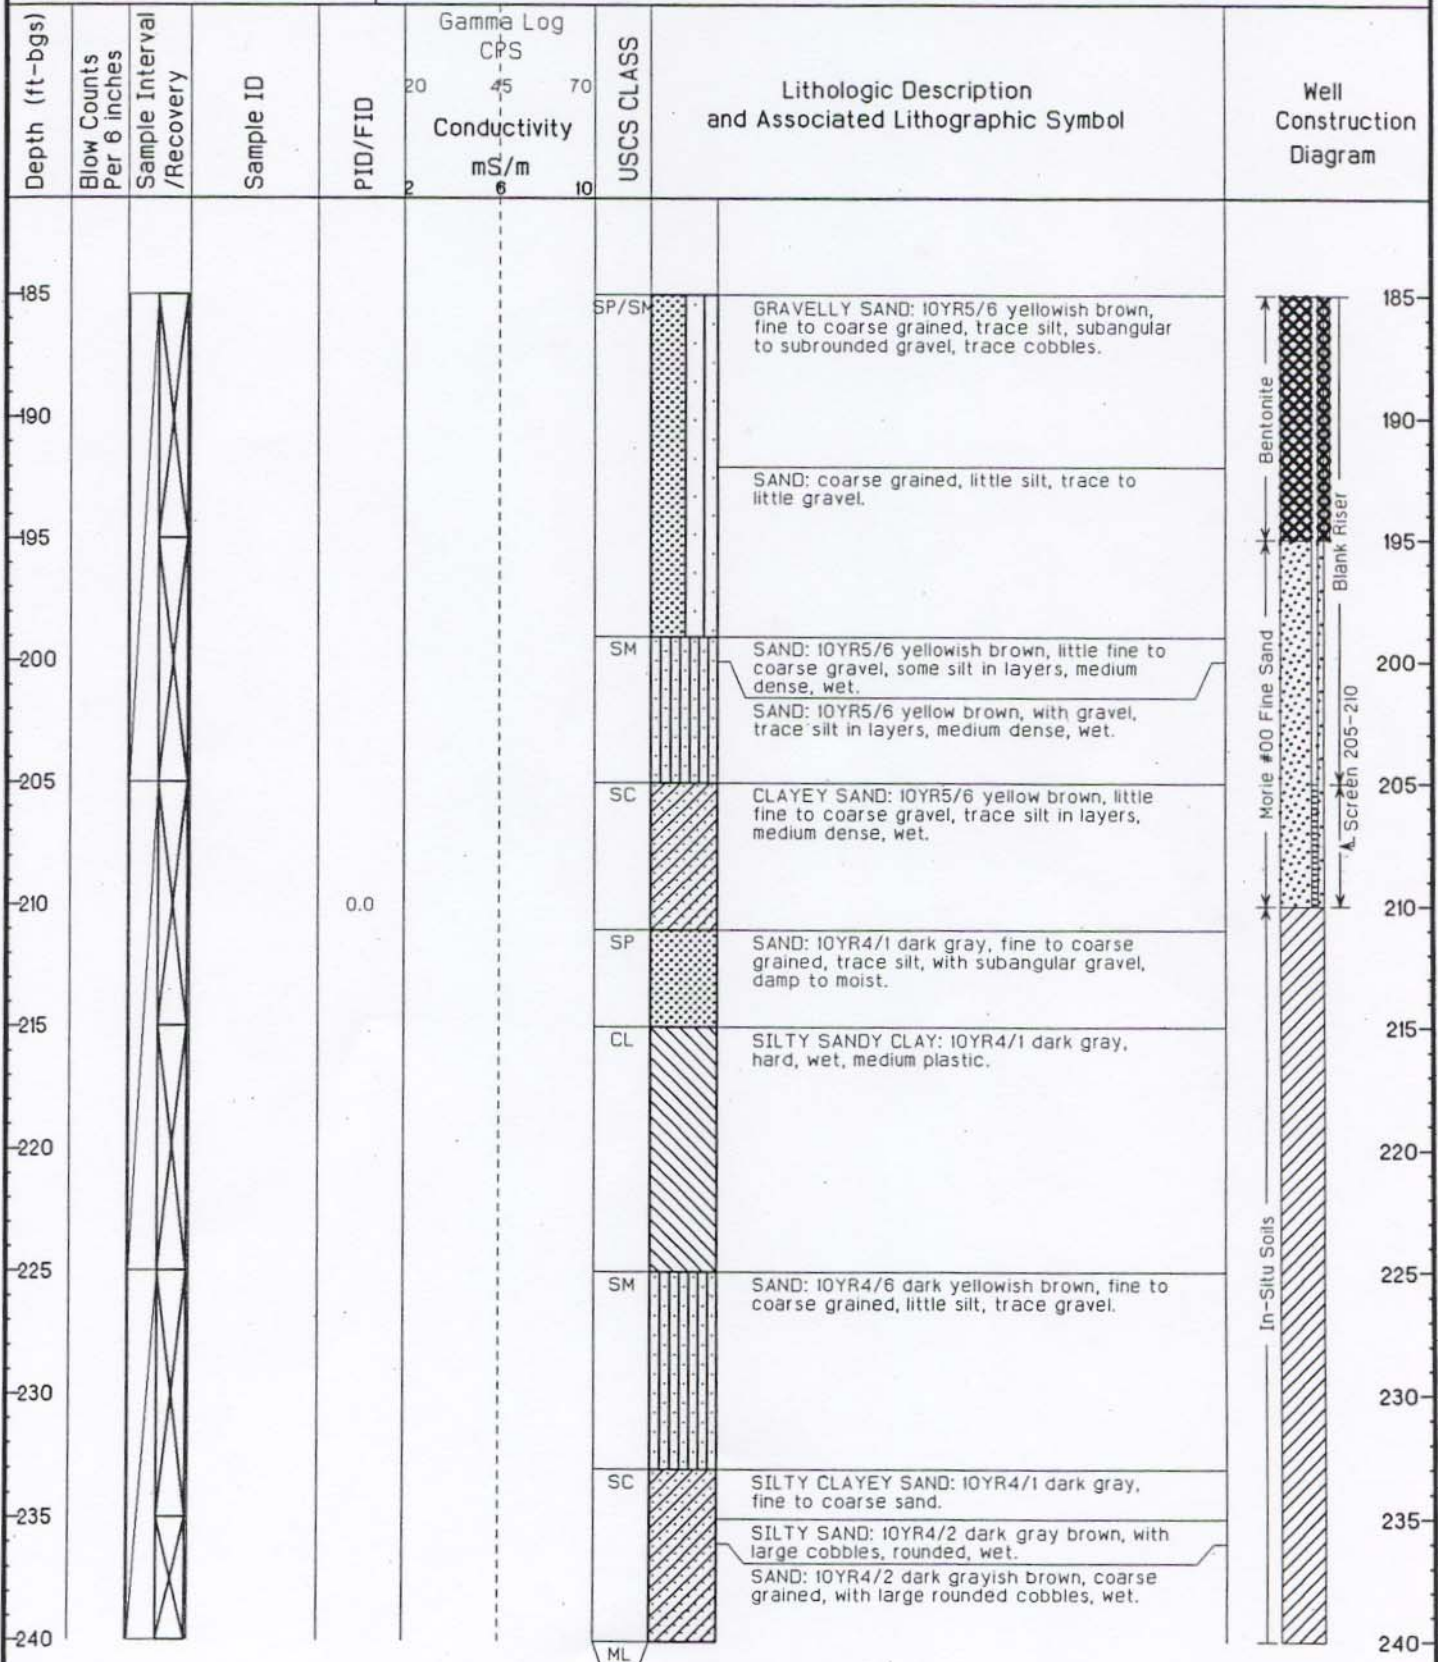 Depth (ft-bgs)
Blow Counts
Per 6 inches
Sample Interval
/Recovery
Sample ID
PID/FID
Gamma Log
CPS
20 45 70
Conductivity
mS/m
2 6 10
USCS CLASS
Lithologic Description
and Associated Lithographic Symbol
Well
Construction
Diagram
185
190
195
200
205
210
215
220
225
230
235
240
0.0
SP/SM
GRAVELLY SAND: 10YR5/6 yellowish brown,
fine to coarse grained, trace silt, subangular
to subrounded gravel, trace cobbles.
SAND: coarse grained, little silt, trace to
little gravel.
SM
SAND: 10YR5/6 yellowish brown, little fine to
coarse gravel, some silt in layers, medium
dense, wet.
SAND: 10YR5/6 yellow brown, with gravel,
trace silt in layers, medium dense, wet.
SC
CLAYEY SAND: 10YR5/6 yellow brown, little
fine to coarse gravel, trace silt in layers,
medium dense, wet.
SP
SAND: 10YR4/1 dark gray, fine to coarse
grained, trace silt, with subangular gravel,
damp to moist.
CL
SILTY SANDY CLAY: 10YR4/1 dark gray,
hard, wet, medium plastic.
SM
SAND: 10YR4/6 dark yellowish brown, fine to
coarse grained, little silt, trace gravel.
SC
SILTY CLAYEY SAND: 10YR4/1 dark gray,
fine to coarse sand.
SILTY SAND: 10YR4/2 dark gray brown, with
large cobbles, rounded, wet.
SAND: 10YR4/2 dark grayish brown, coarse
grained, with large rounded cobbles, wet.
ML
Bentonite
Morie #00 Fine Sand
In-Situ Soils
Blank Riser
Screen 205-210
185
190
195
200
205
210
215
220
225
230
235
240